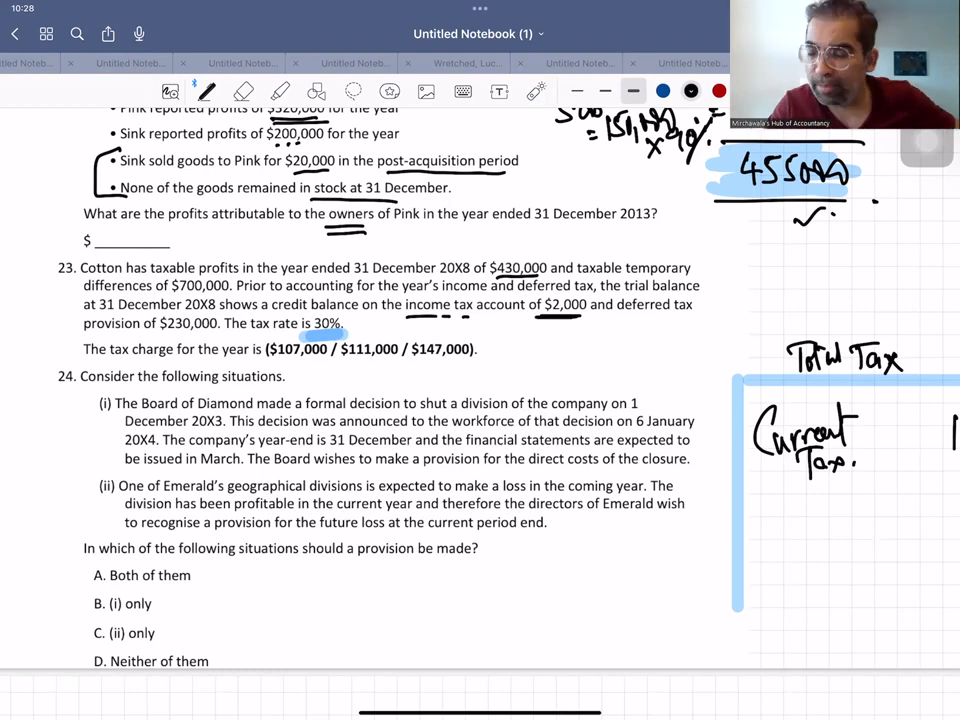 10:28
Untitled Notebook (1)
tled Noteb...
Untitled Noteb...
Untitled Noteb...
Untitled Noteb...
Wretched, Luc...
Untitled Noteb...
Untitled Noteb
• Pink reported profits of $320,000 for the year
• Sink reported profits of $200,000 for the year
• Sink sold goods to Pink for $20,000 in the post-acquisition period
• None of the goods remained in stock at 31 December.
What are the profits attributable to the owners of Pink in the year ended 31 December 2013?
$ __________
23. Cotton has taxable profits in the year ended 31 December 20X8 of $430,000 and taxable temporary
differences of $700,000. Prior to accounting for the year's income and deferred tax, the trial balance
at 31 December 20X8 shows a credit balance on the income tax account of $2,000 and deferred tax
provision of $230,000. The tax rate is 30%.
The tax charge for the year is ($107,000 / $111,000 / $147,000).
24. Consider the following situations.
(i) The Board of Diamond made a formal decision to shut a division of the company on 1
December 20X3. This decision was announced to the workforce of that decision on 6 January
20X4. The company's year-end is 31 December and the financial statements are expected to
be issued in March. The Board wishes to make a provision for the direct costs of the closure.
(ii) One of Emerald's geographical divisions is expected to make a loss in the coming year. The
division has been profitable in the current year and therefore the directors of Emerald wish
to recognise a provision for the future loss at the current period end.
In which of the following situations should a provision be made?
A. Both of them
B. (i) only
C. (ii) only
D. Neither of them
= 150,000
x 90%
455000
Total Tax
Current
Tax.
Mirchawala's Hub of Accountancy